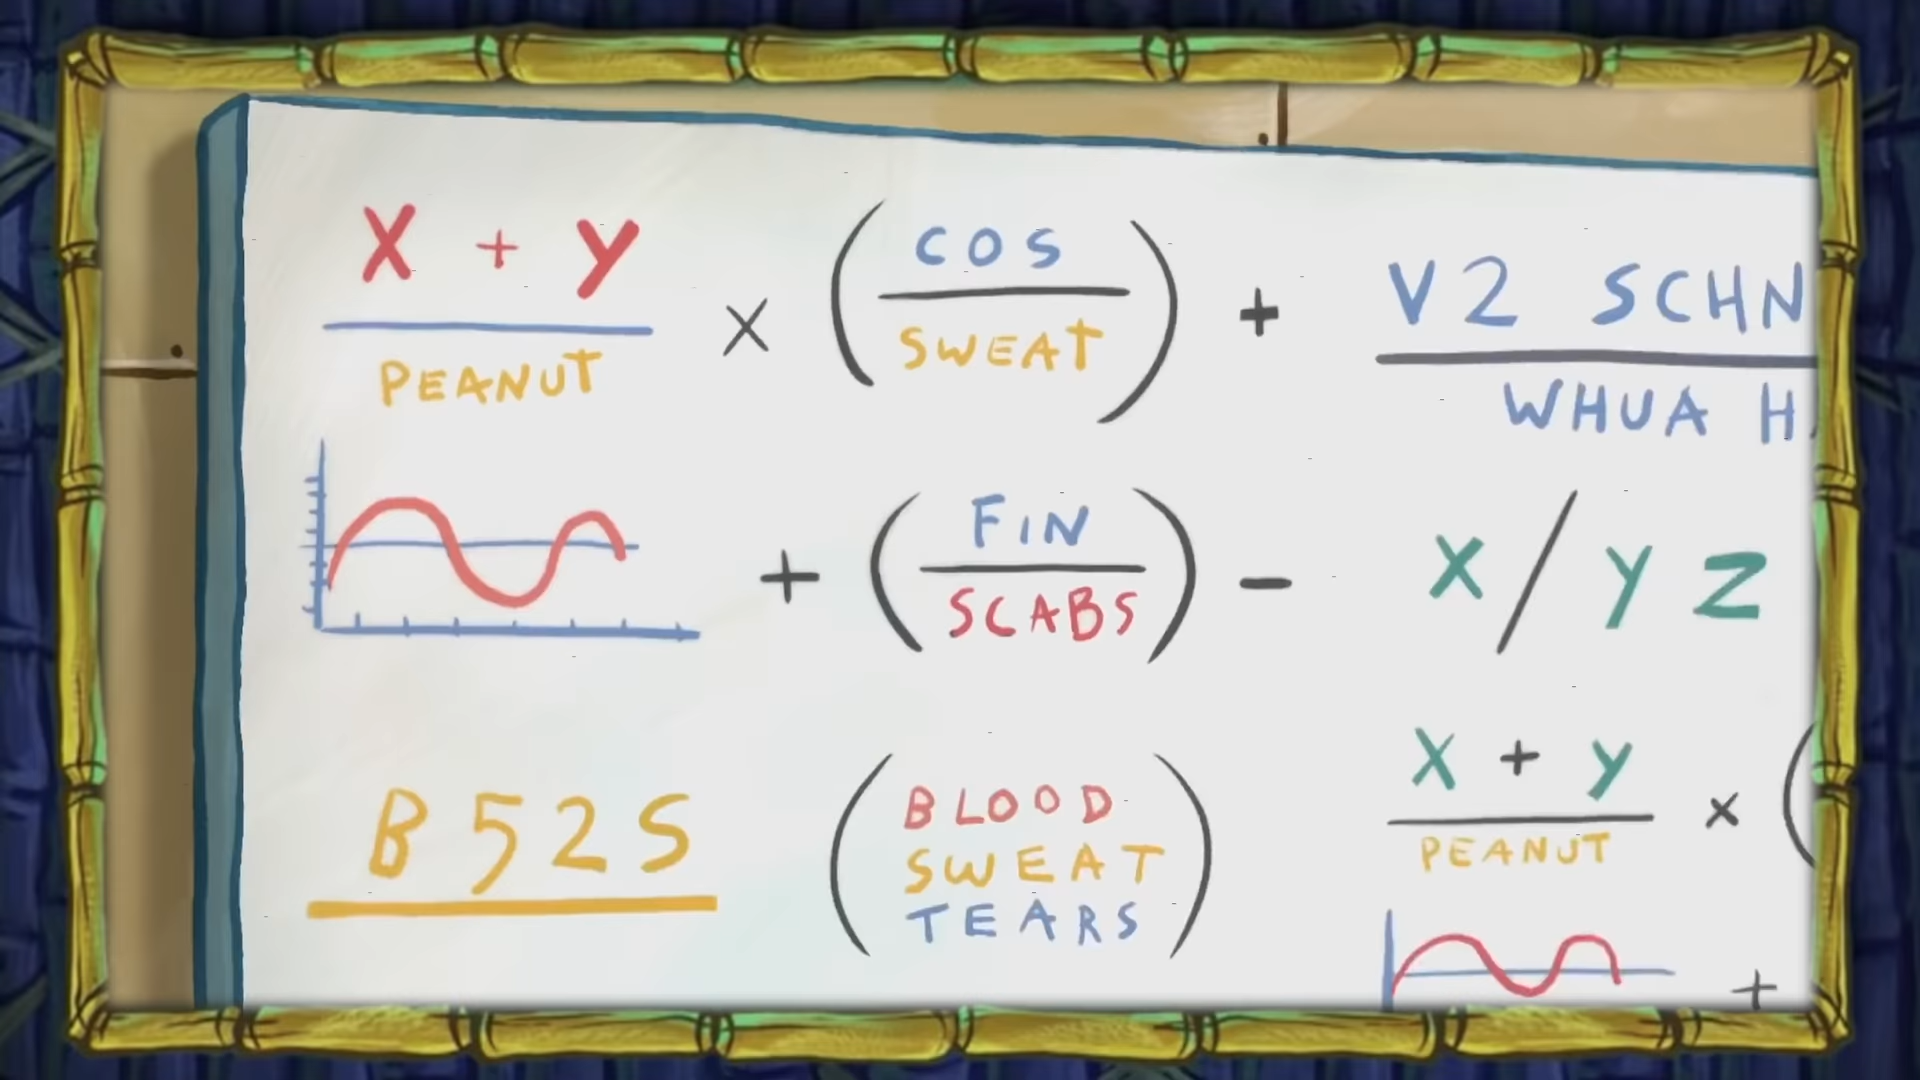 X + Y
PEANUT
×
( COS
SWEAT )
+
V2 SCHN
WHUA H
+
( FIN
SCABS )
-
X / Y Z
B 5 2 S
( BLOOD
SWEAT
TEARS )
X + Y
PEANUT
× (
+